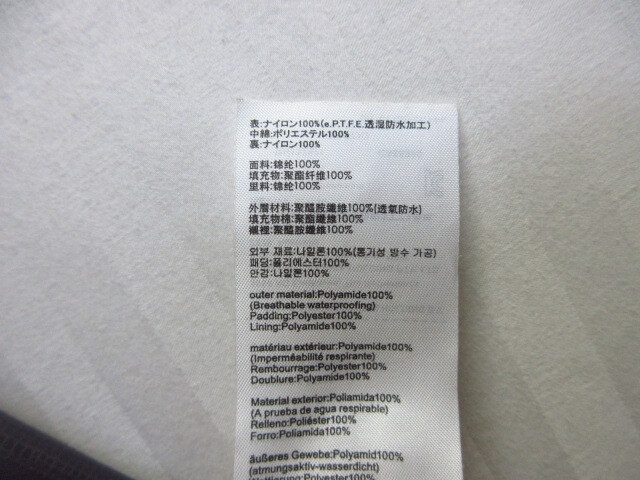 表:ナイロン100%(e.P.T.F.E.透湿防水加工)
中綿:ポリエステル100%
裏:ナイロン100%
面料:锦纶100%
填充物:聚酯纤维100%
里料:锦纶100%
外層材料:聚醯胺纖維100%(透氣防水)
填充物棉:聚酯纖維100%
襯裡:聚醯胺纖維100%
외부 재료:나일론100%(통기성 방수 가공)
패딩:폴리에스터100%
안감:나일론100%
outer material:Polyamide100%
(Breathable waterproofing)
Padding:Polyester100%
Lining:Polyamide100%
matériau extérieur:Polyamide100%
(Imperméabilité respirante)
Rembourrage:Polyester100%
Doublure:Polyamide100%
Material exterior:Poliamida100%
(A prueba de agua respirable)
Relleno:Poliéster100%
Forro:Poliamida100%
äußeres Gewebe:Polyamid100%
(atmungsaktiv-wasserdicht)
Wattierung:Polyester100%